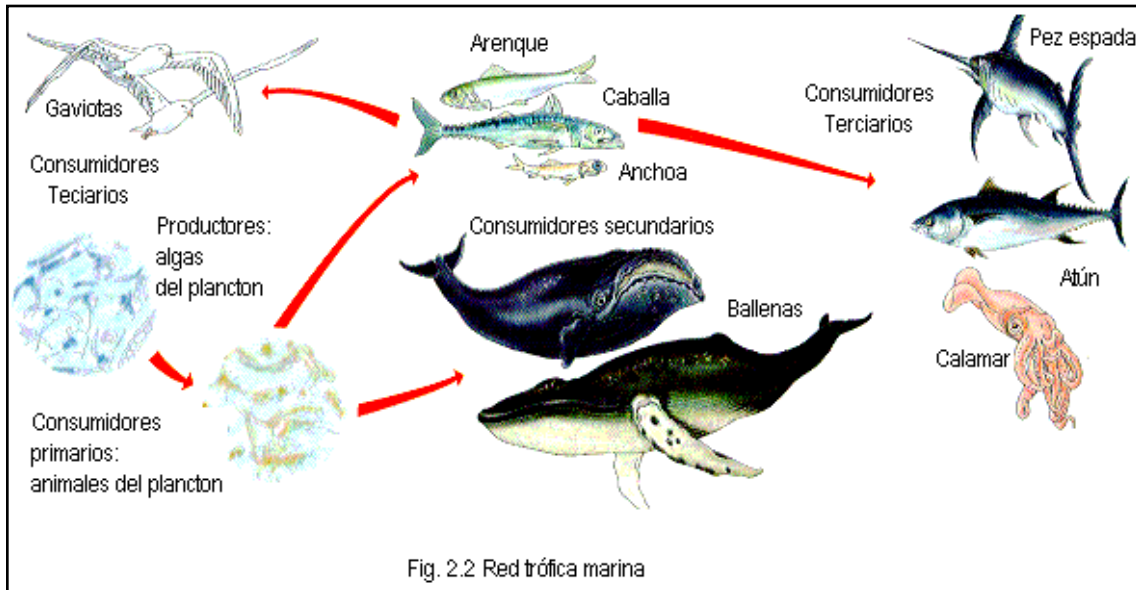 Gaviotas
Consumidores
Teciarios
Arenque
Caballa
Anchoa
Pez espada
Consumidores
Terciarios
Atún
Calamar
Productores:
algas
del plancton
Consumidores secundarios
Ballenas
Consumidores
primarios:
animales del plancton
Fig. 2.2 Red trófica marina